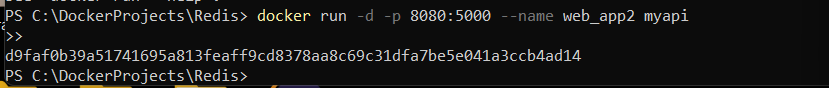 PS C:\DockerProjects\Redis> docker run -d -p 8080:5000 --name web_app2 myapi
>>
d9faf0b39a51741695a813feaff9cd8378aa8c69c31dfa7be5e041a3ccb4ad14
PS C:\DockerProjects\Redis>